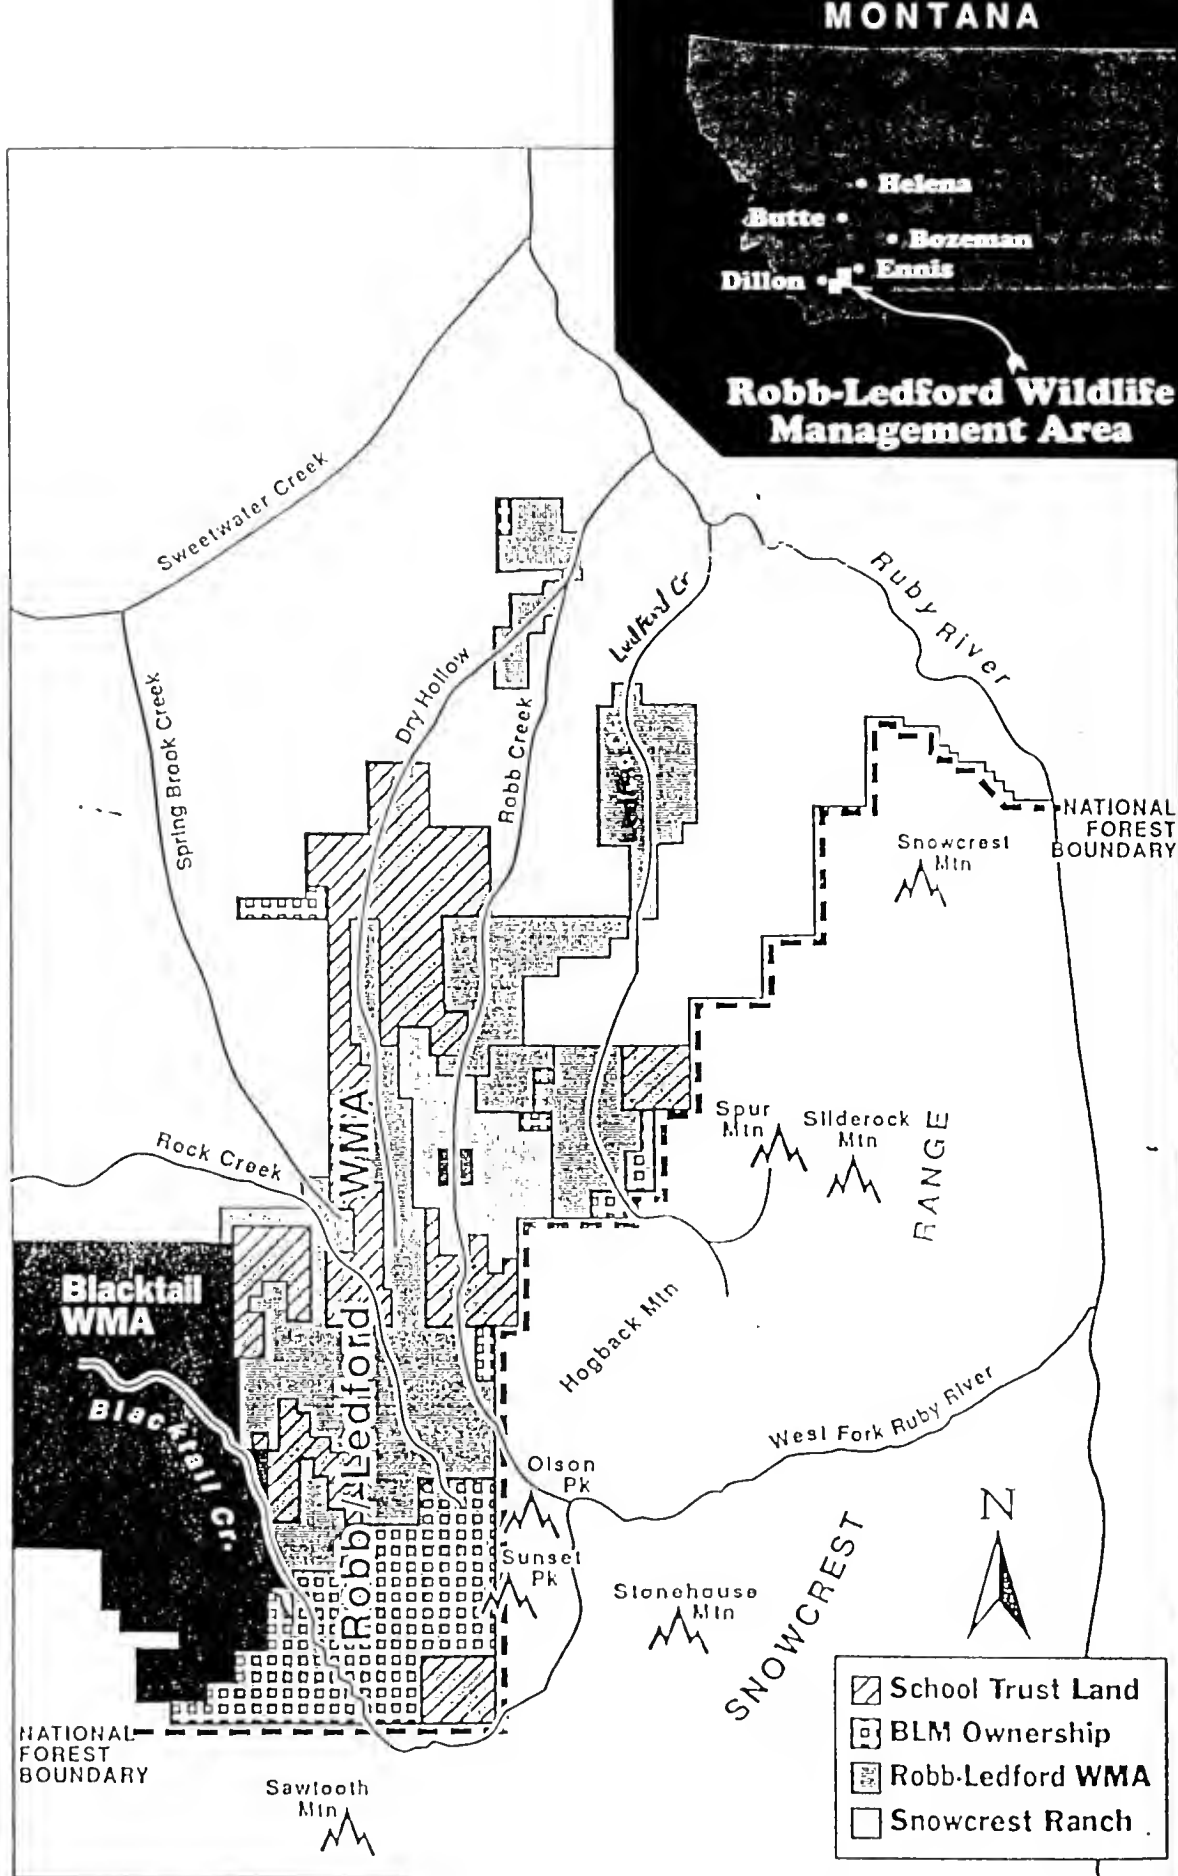 MONTANA
Helena
Butte
Bozeman
Ennis
Dillon
Robb-Ledford Wildlife
Management Area
Sweetwater Creek
Ruby River
Ledford Cr
Dry Hollow
Robb Creek
Spring Brook Creek
NATIONAL
FOREST
BOUNDARY
Snowcrest
Mtn
Rock Creek
WMA
Spur
Mtn
Sliderock
Mtn
RANGE
Blacktail
WMA
Hogback Mtn
Robb/Ledford
Blacktail Cr.
West Fork Ruby River
Olson
Pk
Sunset
Pk
Stonehouse
Mtn
SNOWCREST
N
School Trust Land
BLM Ownership
Robb-Ledford WMA
Snowcrest Ranch
NATIONAL
FOREST
BOUNDARY
Sawtooth
Mtn